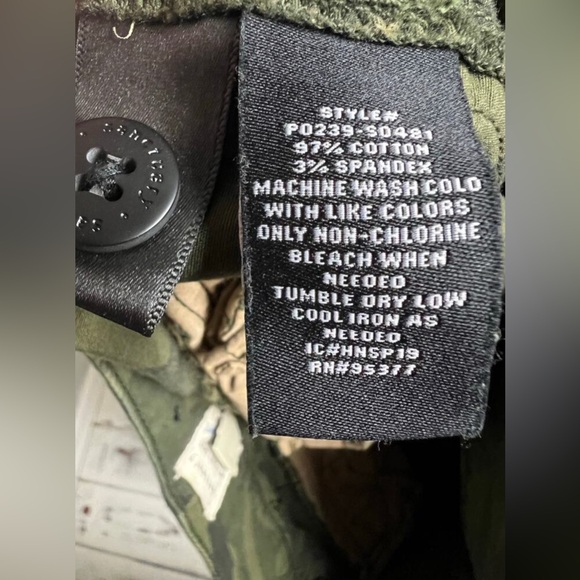 SANCTUARY
STYLE#
P0239-S0481
97% COTTON
3% SPANDEX
MACHINE WASH COLD
WITH LIKE COLORS
ONLY NON-CHLORINE
BLEACH WHEN
NEEDED
TUMBLE DRY LOW
COOL IRON AS
NEEDED
IC#HNSP19
RN#95377